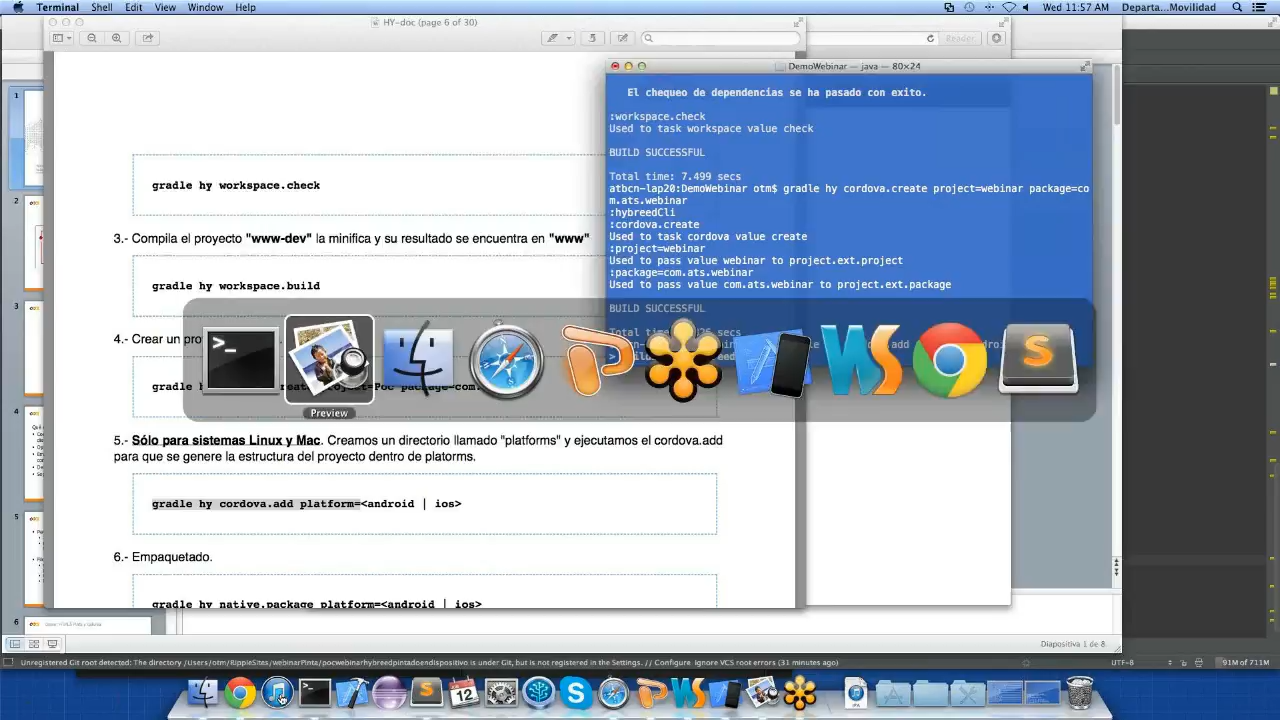 Terminal Shell Edit View Window Help
Wed 11:57 AM Departa...Movilidad
HY-doc (page 6 of 30)
Reader
DemoWebinar — java — 80×24
El chequeo de dependencias se ha pasado con exito.
:workspace.check
Used to task workspace value check
BUILD SUCCESSFUL
Total time: 7.499 secs
atbcn-lap20:DemoWebinar otm$ gradle hy cordova.create project=webinar package=co
m.ats.webinar
:hybreedCli
:cordova.create
Used to task cordova value create
:project=webinar
Used to pass value webinar to project.ext.project
:package=com.ats.webinar
Used to pass value com.ats.webinar to project.ext.package
BUILD SUCCESSFUL
gradle hy workspace.check
3.- Compila el proyecto "www-dev" la minifica y su resultado se encuentra en "www"
gradle hy workspace.build
4.- Crear un
Preview
5.- Sólo para sistemas Linux y Mac. Creamos un directorio llamado "platforms" y ejecutamos el cordova.add
para que se genere la estructura del proyecto dentro de platorms.
gradle hy cordova.add platform=<android | ios>
6.- Empaquetado.
gradle hy native.package platform=<android | ios>
1
2
3
4
5
6
Diapositiva 1 de 8
Unregistered Git root detected: The directory /Users/otm/RippleSites/webinarPinta/pocwebinarhybreedpintadoendispositivo is under Git, but is not registered in the Settings. // Configure Ignore VCS root errors (31 minutes ago)
UTF-8
91M of 711M
12